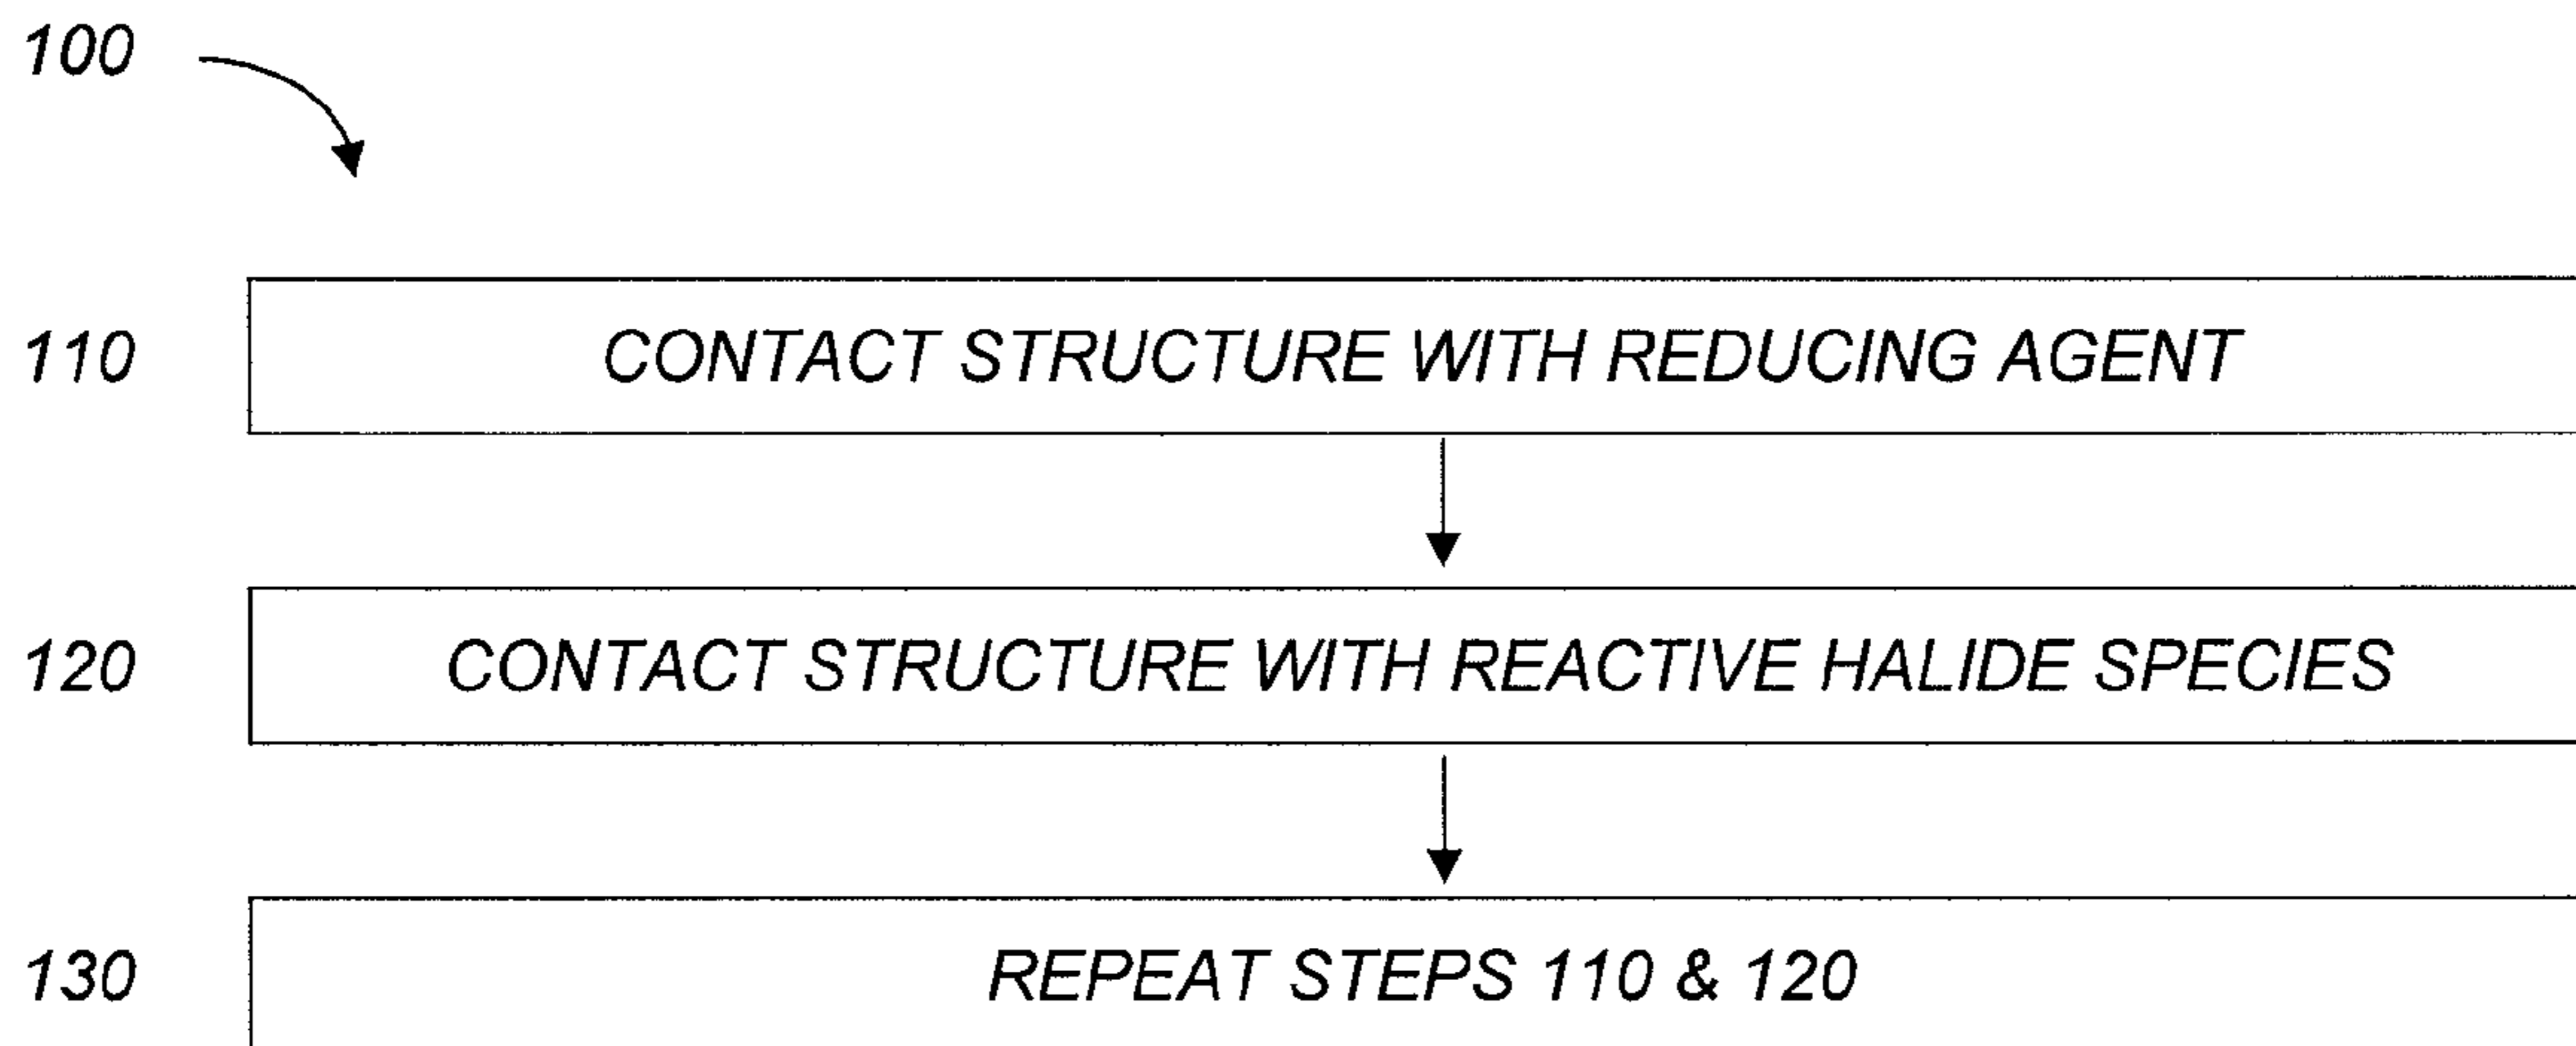 100
110 CONTACT STRUCTURE WITH REDUCING AGENT
120 CONTACT STRUCTURE WITH REACTIVE HALIDE SPECIES
130 REPEAT STEPS 110 & 120